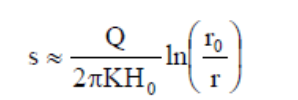 s ≈ Q / 2πKH₀ ln(r₀ / r)